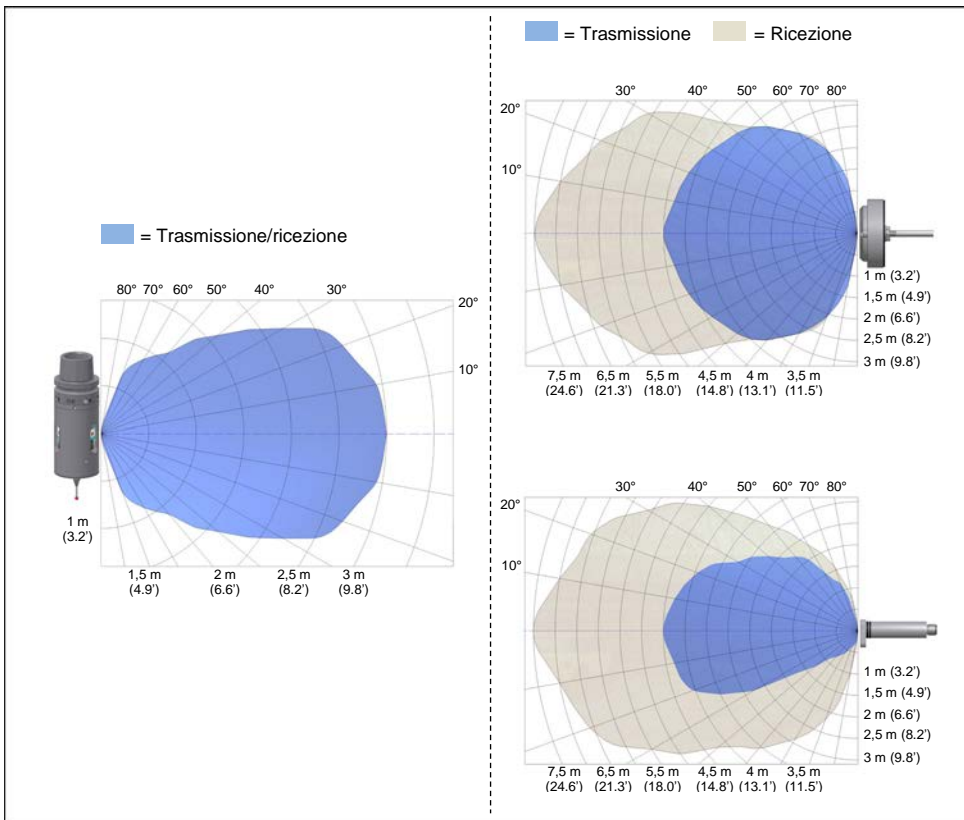 = Trasmissione/ricezione
80° 70° 60° 50° 40° 30°
20°
10°
1 m
(3.2’)
1,5 m 2 m 2,5 m 3 m
(4.9’) (6.6’) (8.2’) (9.8’)
= Trasmissione = Ricezione
30° 40° 50° 60° 70° 80°
20°
10°
1 m (3.2’)
1,5 m (4.9’)
2 m (6.6’)
2,5 m (8.2’)
3 m (9.8’)
7,5 m 6,5 m 5,5 m 4,5 m 4 m 3,5 m
(24.6’) (21.3’) (18.0’) (14.8’) (13.1’) (11.5’)
30° 40° 50° 60° 70° 80°
20°
10°
1 m (3.2’)
1,5 m (4.9’)
2 m (6.6’)
2,5 m (8.2’)
3 m (9.8’)
7,5 m 6,5 m 5,5 m 4,5 m 4 m 3,5 m
(24.6’) (21.3’) (18.0’) (14.8’) (13.1’) (11.5’)